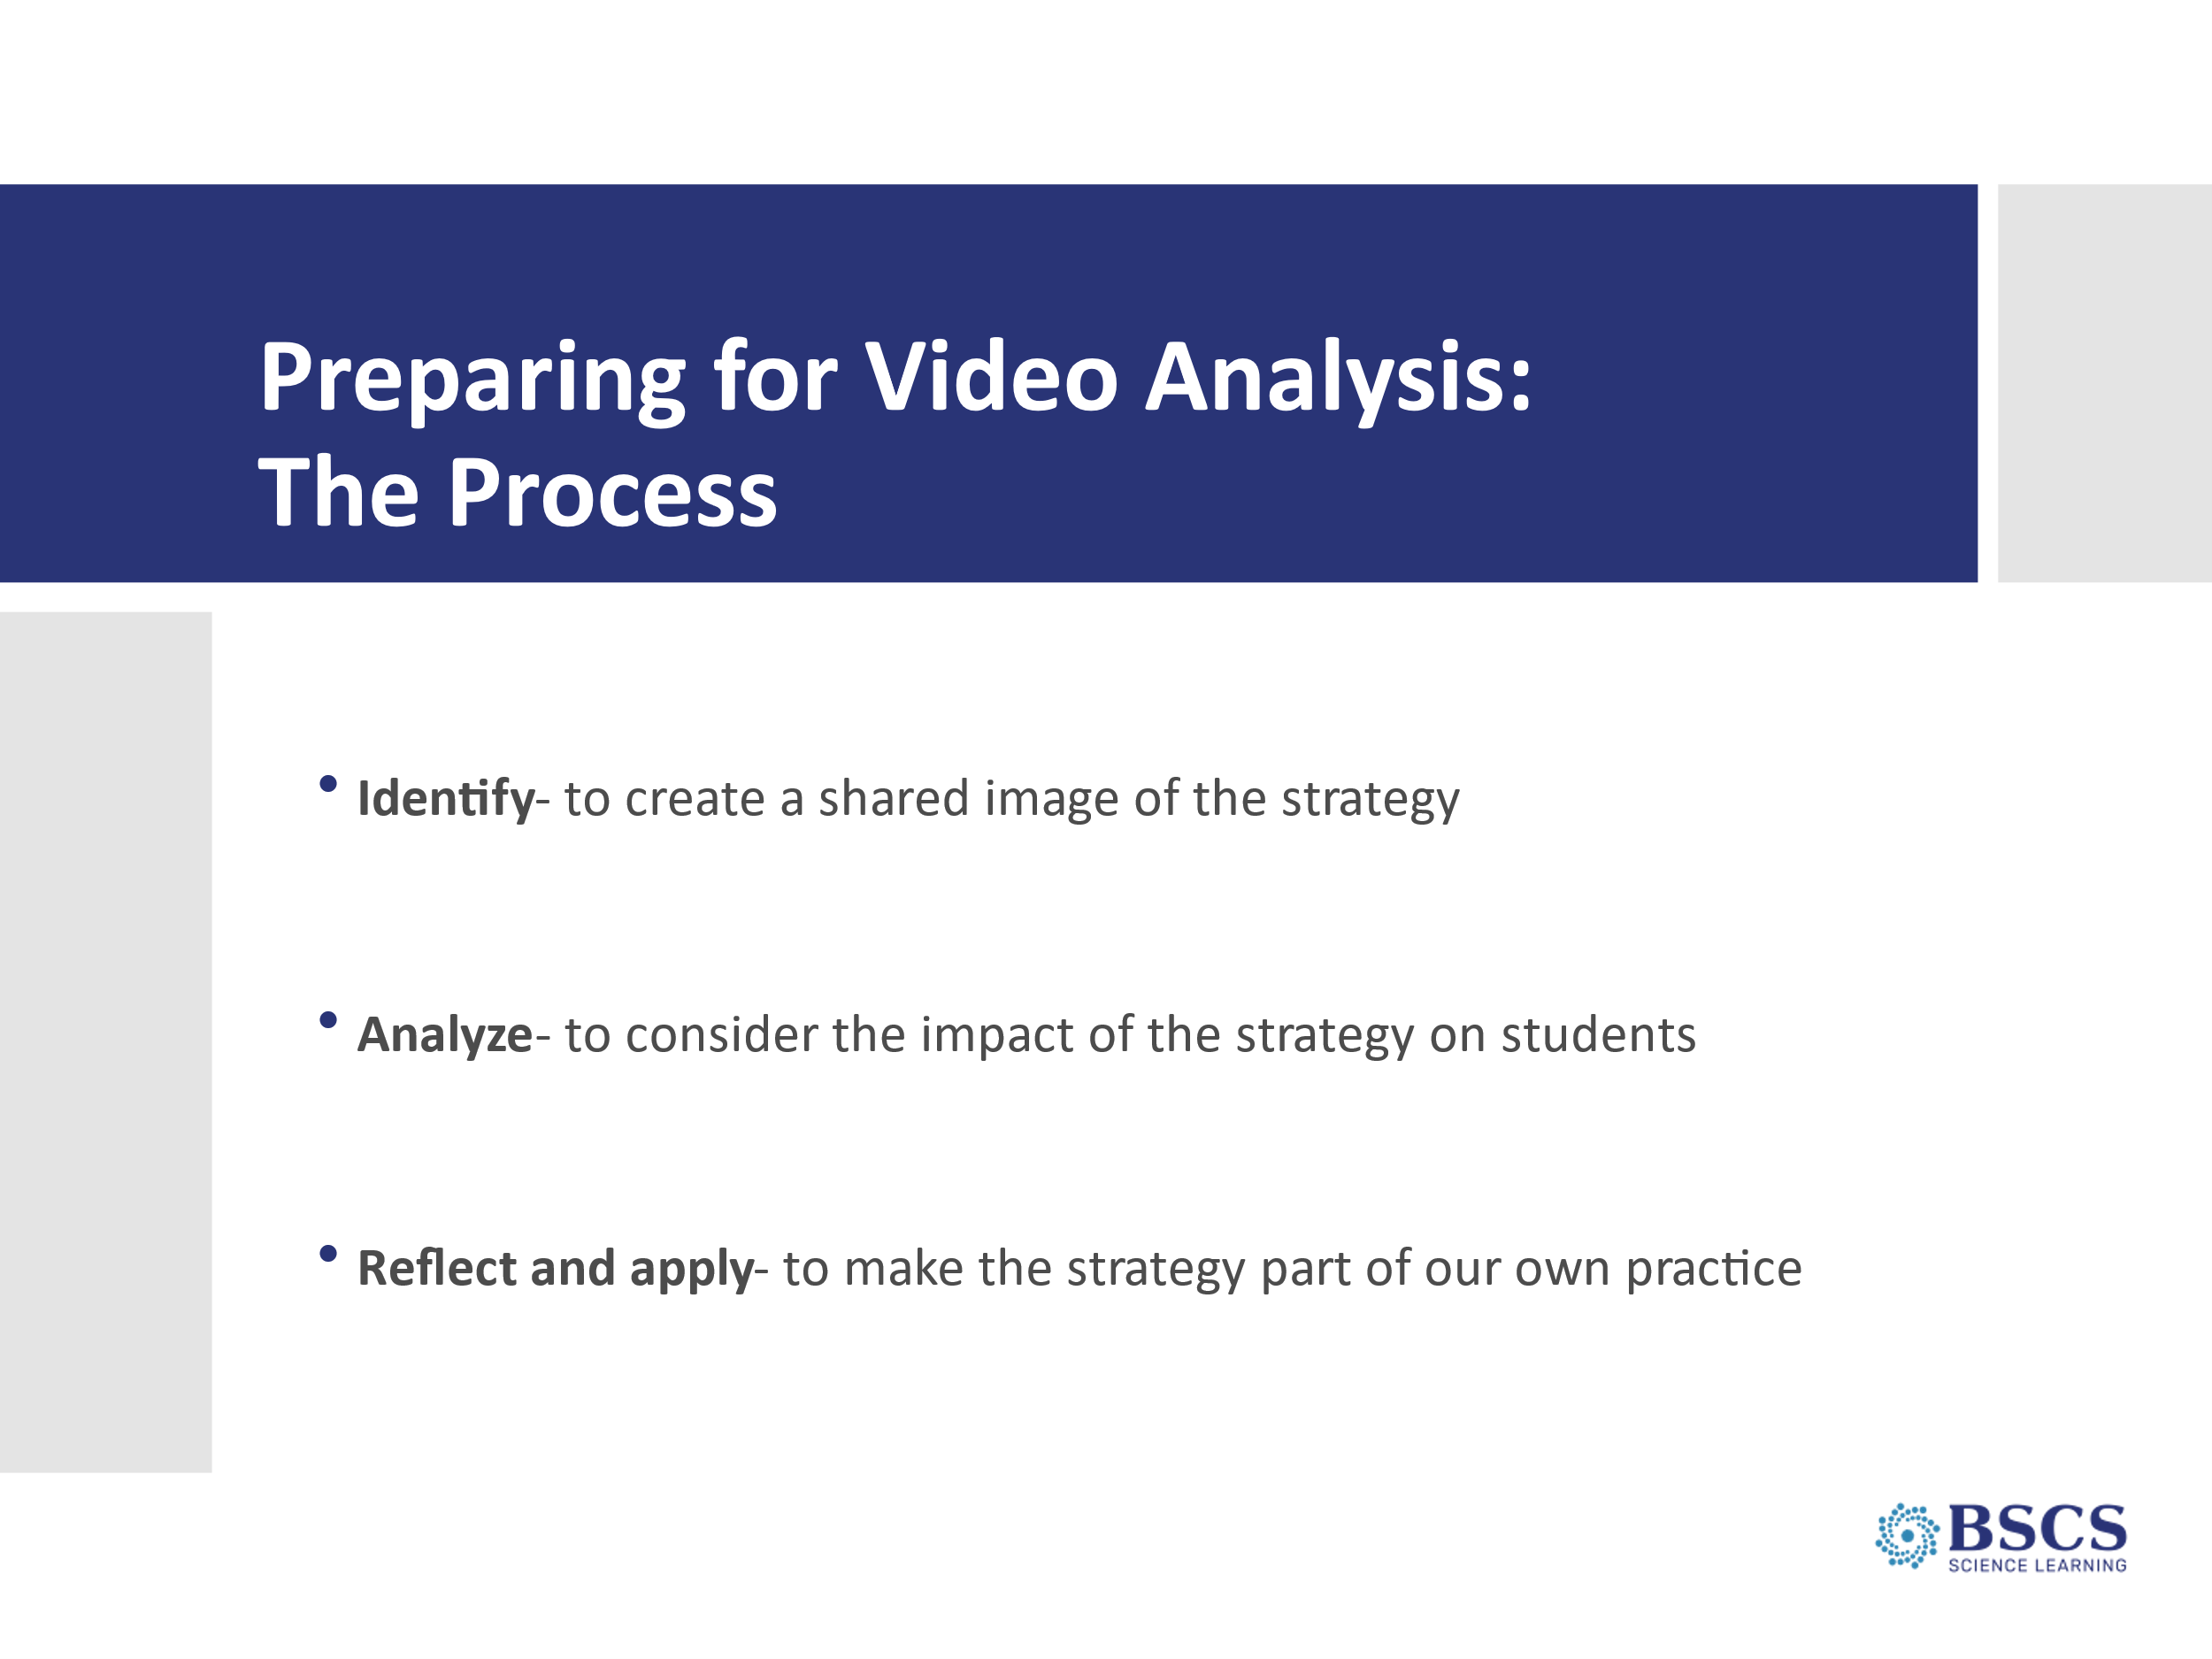 Preparing for Video Analysis:
The Process
• Identify- to create a shared image of the strategy
• Analyze- to consider the impact of the strategy on students
• Reflect and apply- to make the strategy part of our own practice
BSCS
SCIENCE LEARNING